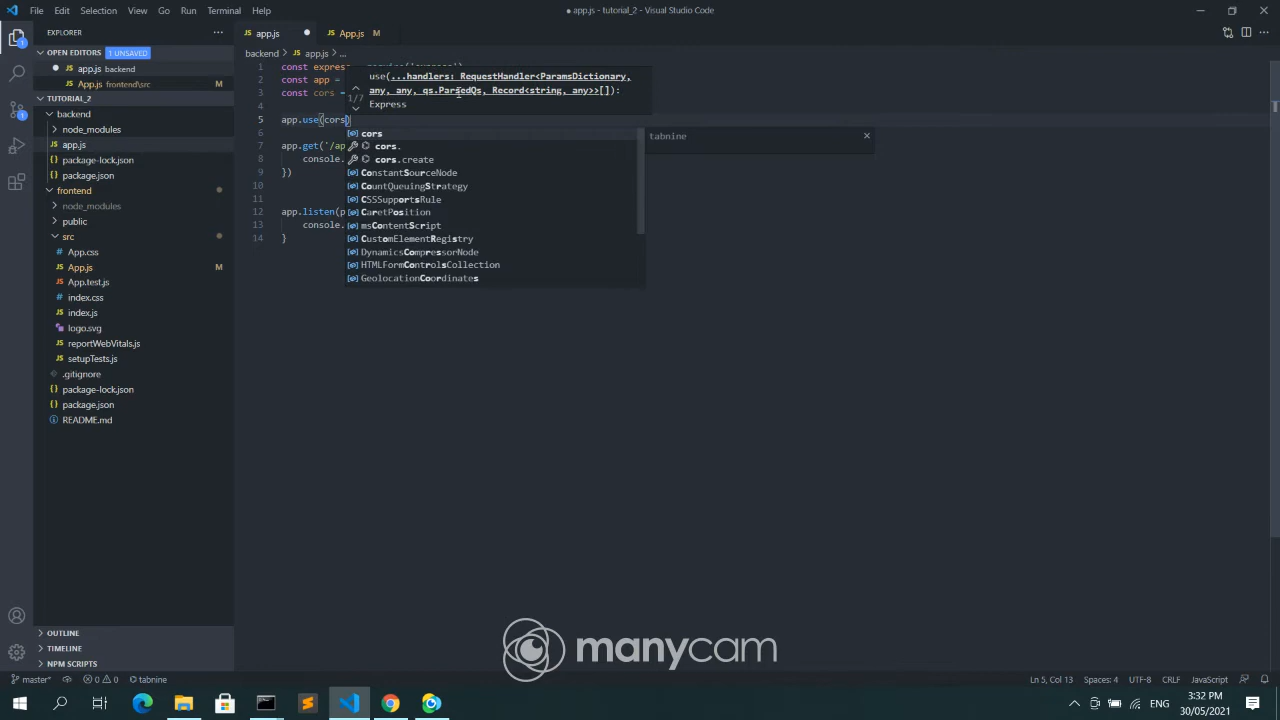 File Edit Selection View Go Run Terminal Help
● app.js - tutorial_2 - Visual Studio Code
EXPLORER
OPEN EDITORS 1 UNSAVED
app.js backend
App.js frontend\src M
TUTORIAL_2
backend
node_modules
app.js
package-lock.json
package.json
frontend
node_modules
public
src
App.css
App.js M
App.test.js
index.css
index.js
logo.svg
reportWebVitals.js
setupTests.js
.gitignore
package-lock.json
package.json
README.md
OUTLINE
TIMELINE
NPM SCRIPTS
app.js
App.js M
backend > app.js > ...
1 const express
2 const app =
3 const cors =
4
5 app.use(cors)
6
7 app.get('/ap
8 console.
9 })
10
11
12 app.listen(p
13 console.
14 }
use(...handlers: RequestHandler<ParamsDictionary,
1/7 any, any, qs.ParsedQs, Record<string, any>>[]):
Express
cors
cors.
cors.create
ConstantSourceNode
CountQueuingStrategy
CSSSupportsRule
CaretPosition
msContentScript
CustomElementRegistry
DynamicsCompressorNode
HTMLFormControlsCollection
GeolocationCoordinates
tabnine
manycam
master* 0 0 tabnine
Ln 5, Col 13 Spaces: 4 UTF-8 CRLF JavaScript
ENG
3:32 PM
30/05/2021